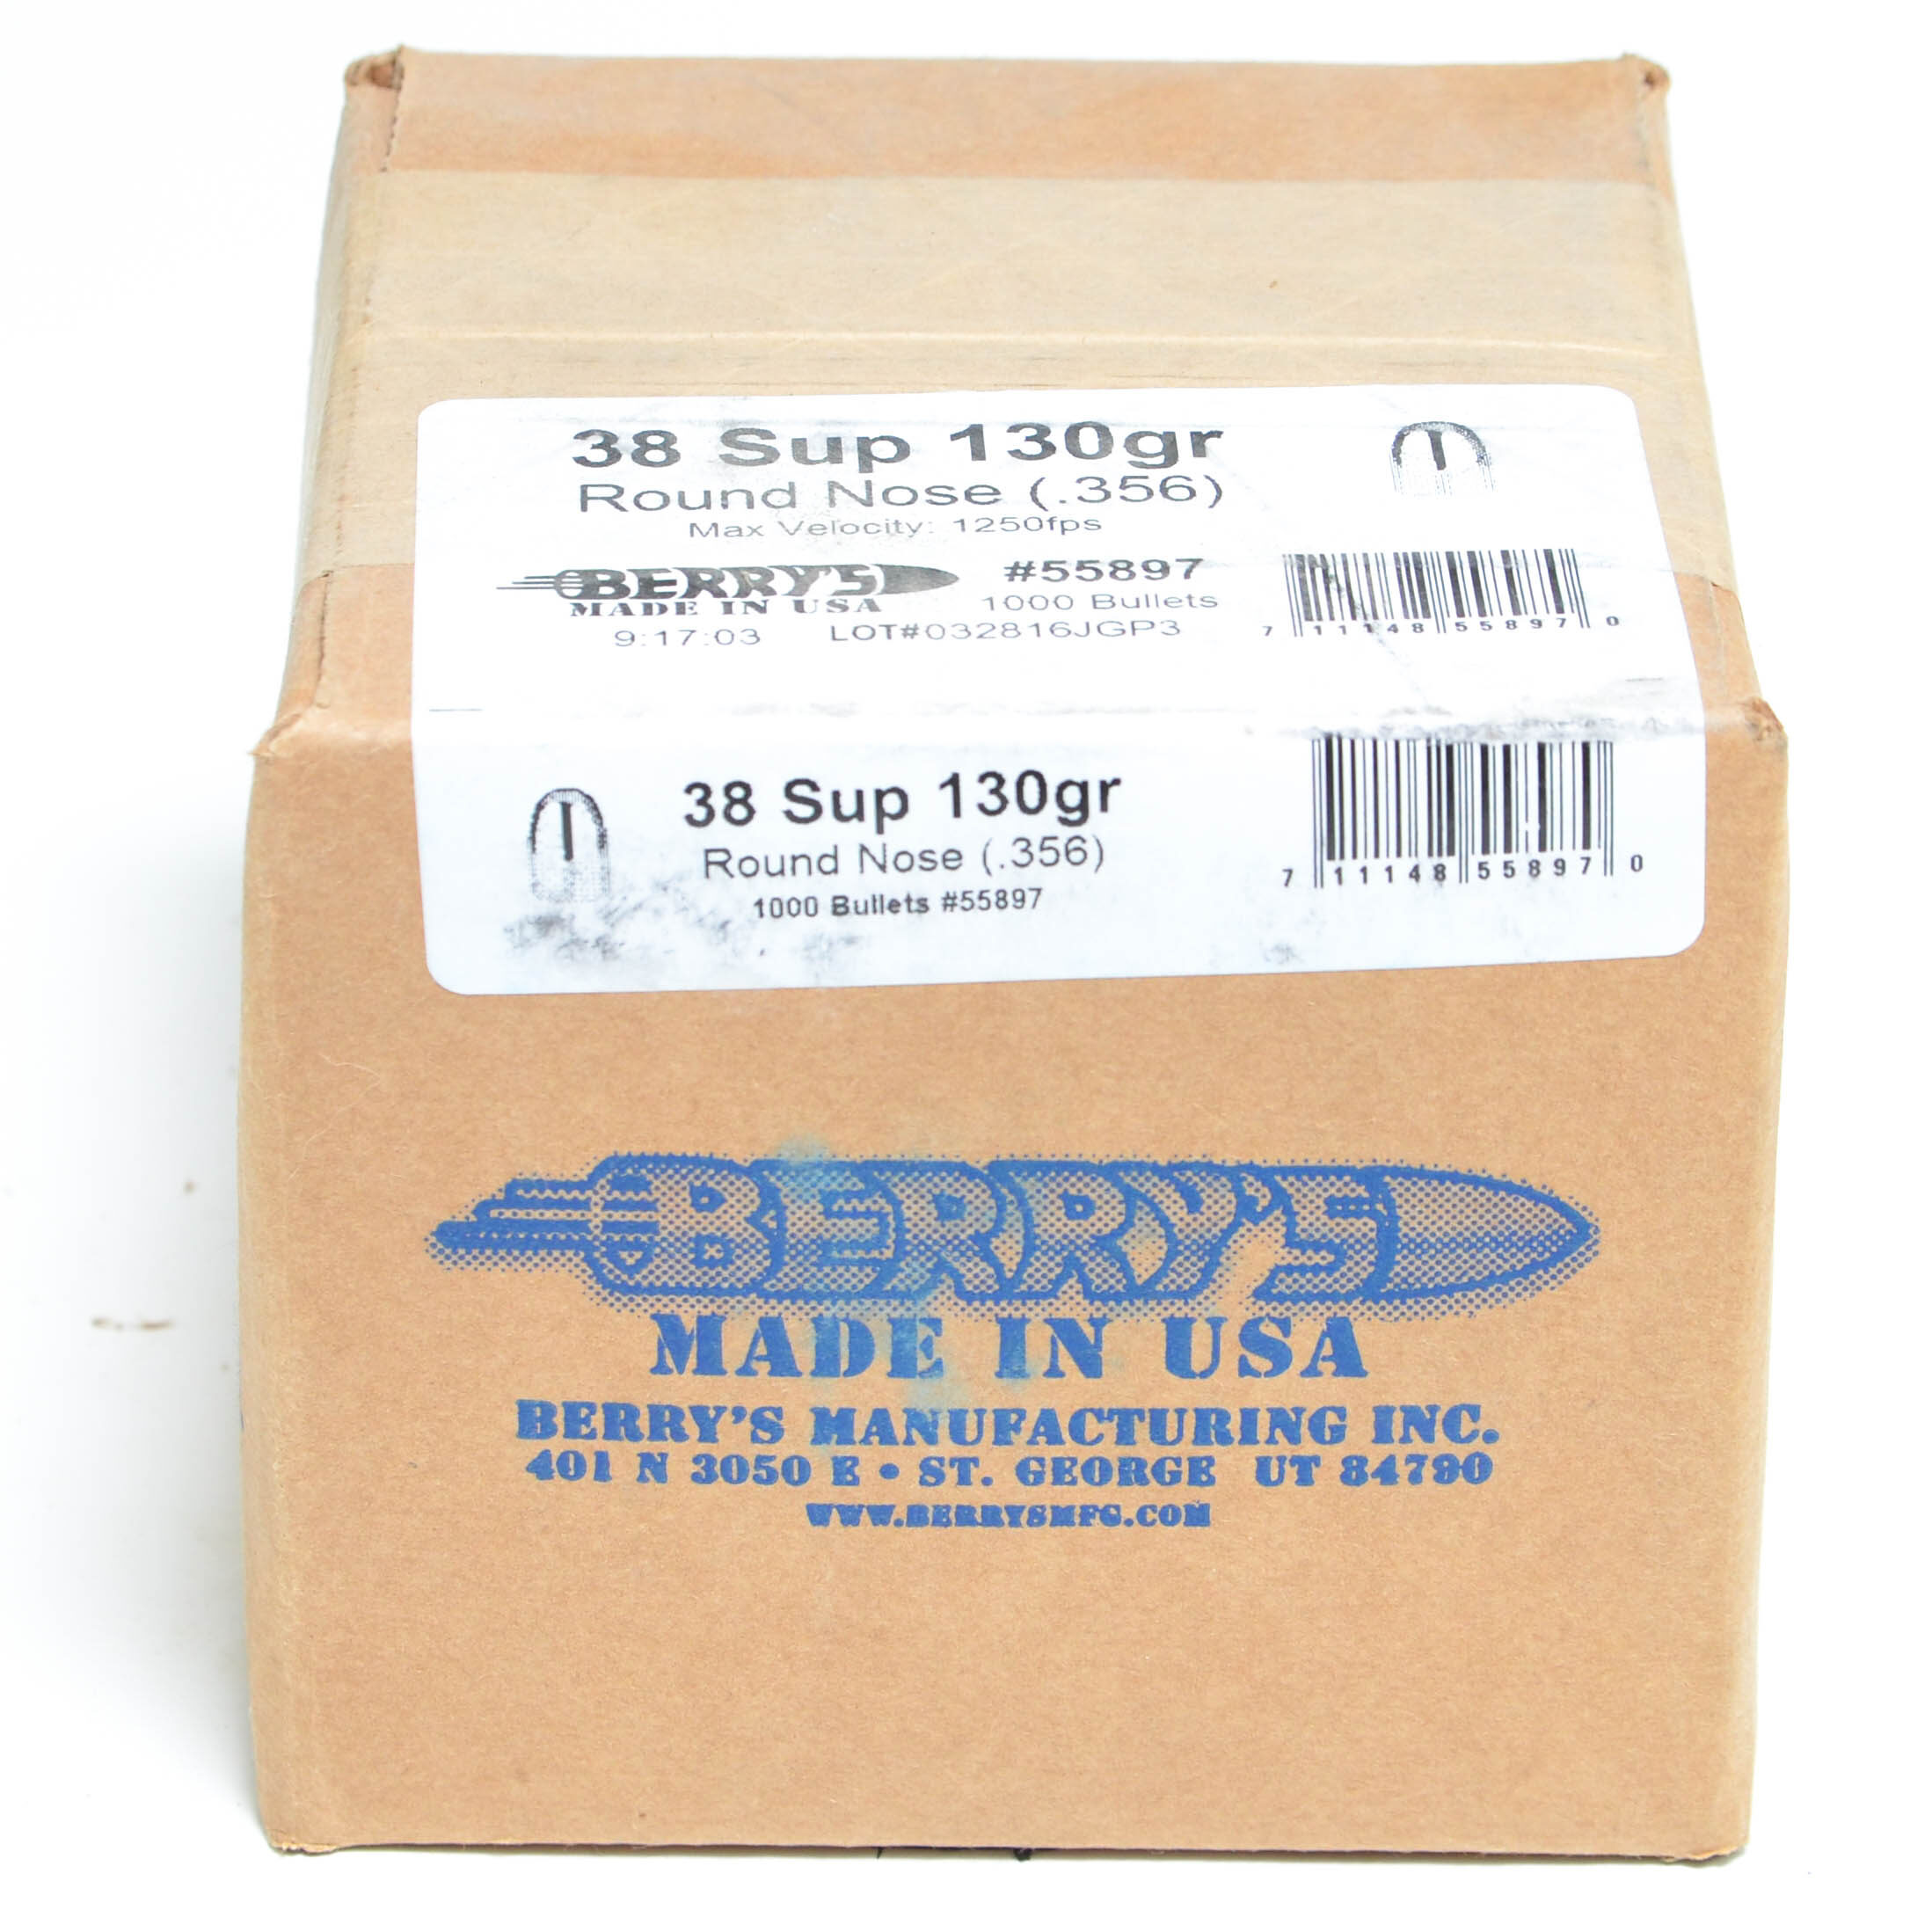 38 Sup 130gr
Round Nose (.356)
Max Velocity: 1250fps
BERRY'S
MADE IN USA
#55897
1000 Bullets
9:17:03 LOT#032816JGP3
7 11148 55897 0
38 Sup 130gr
Round Nose (.356)
1000 Bullets #55897
7 11148 55897 0
BERRY'S
MADE IN USA
BERRY'S MANUFACTURING INC.
401 N 3050 E • ST. GEORGE UT 84790
WWW.BERRYSMFG.COM